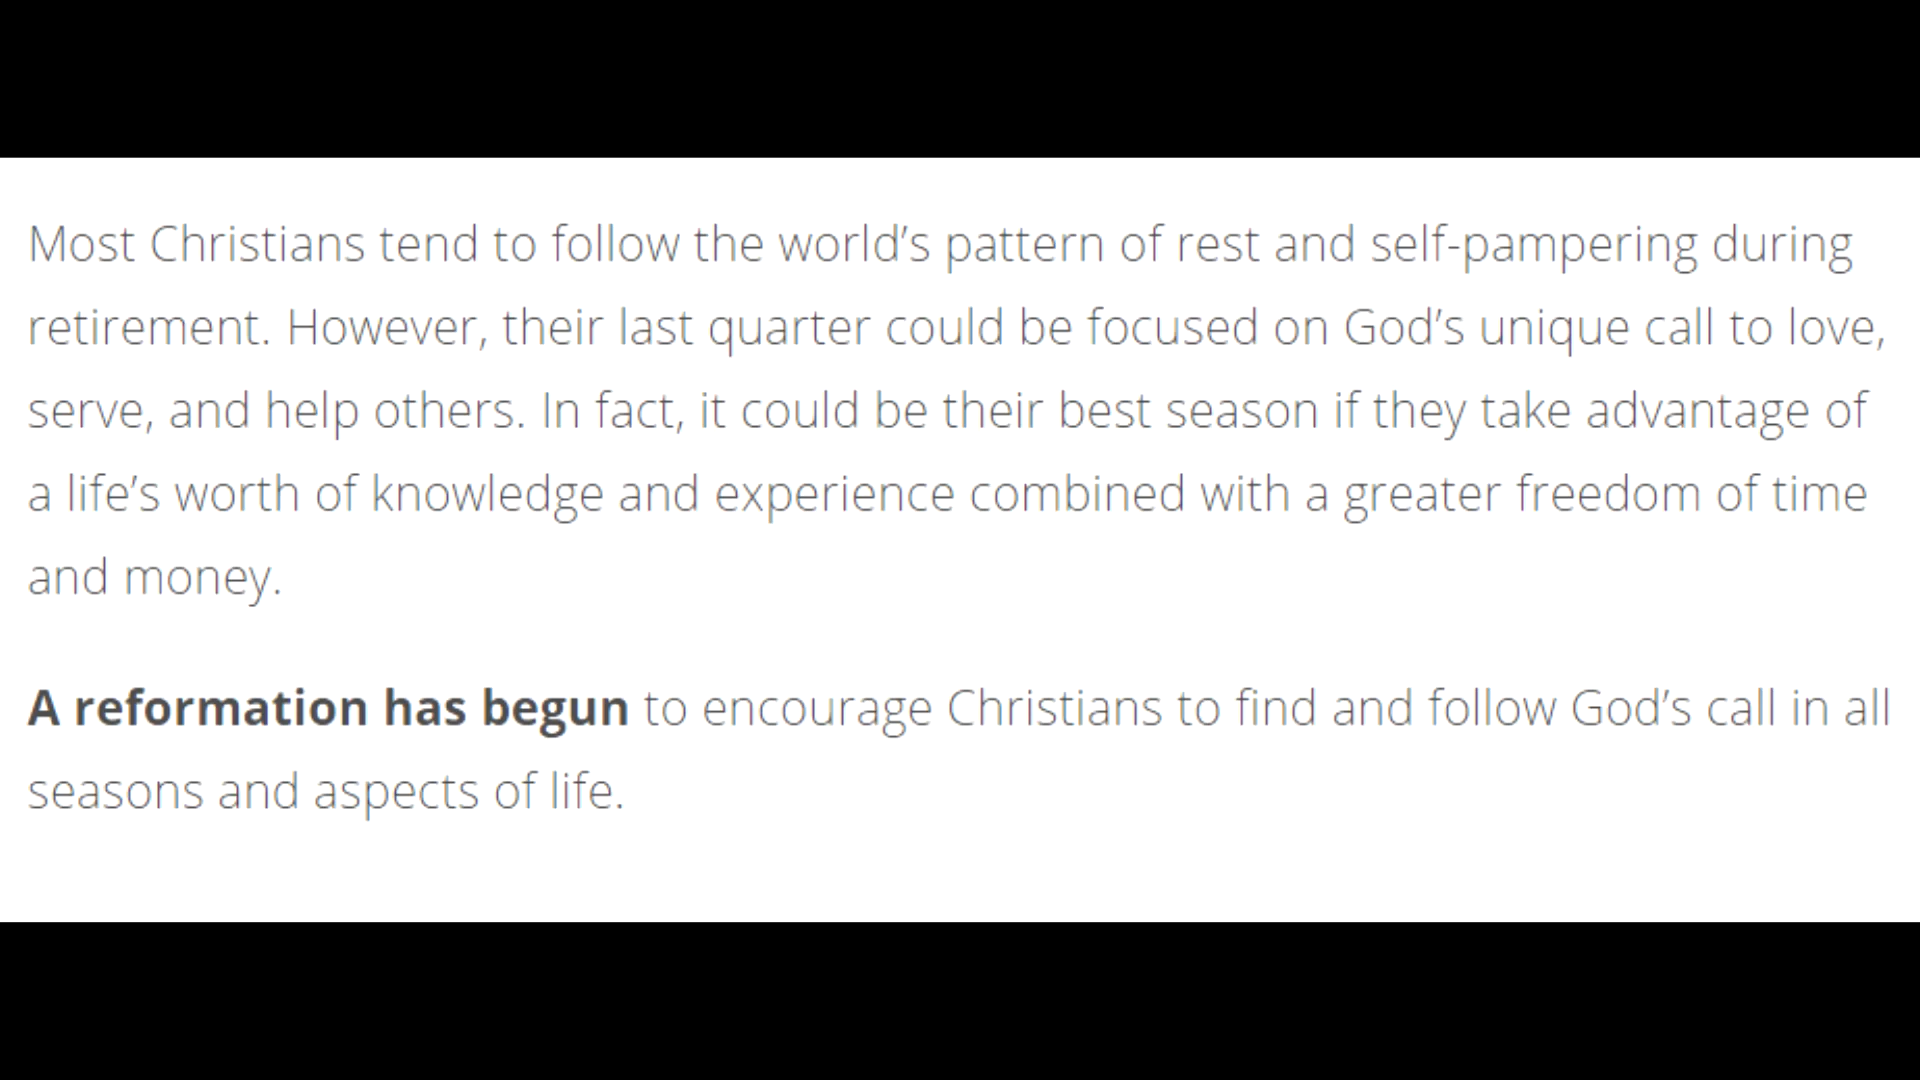 Most Christians tend to follow the world’s pattern of rest and self-pampering during
retirement. However, their last quarter could be focused on God’s unique call to love,
serve, and help others. In fact, it could be their best season if they take advantage of
a life’s worth of knowledge and experience combined with a greater freedom of time
and money.
A reformation has begun to encourage Christians to find and follow God’s call in all
seasons and aspects of life.